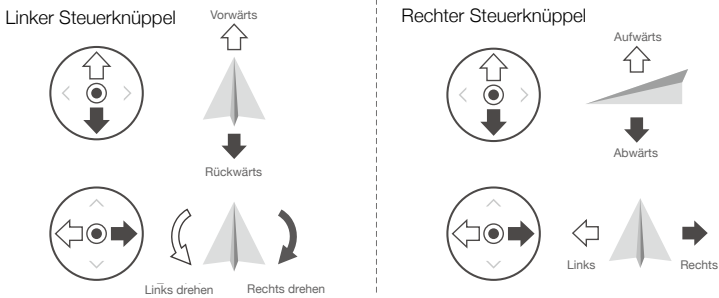 Linker Steuerknüppel
Vorwärts
Rückwärts
Links drehen
Rechts drehen
Rechter Steuerknüppel
Aufwärts
Abwärts
Links
Rechts